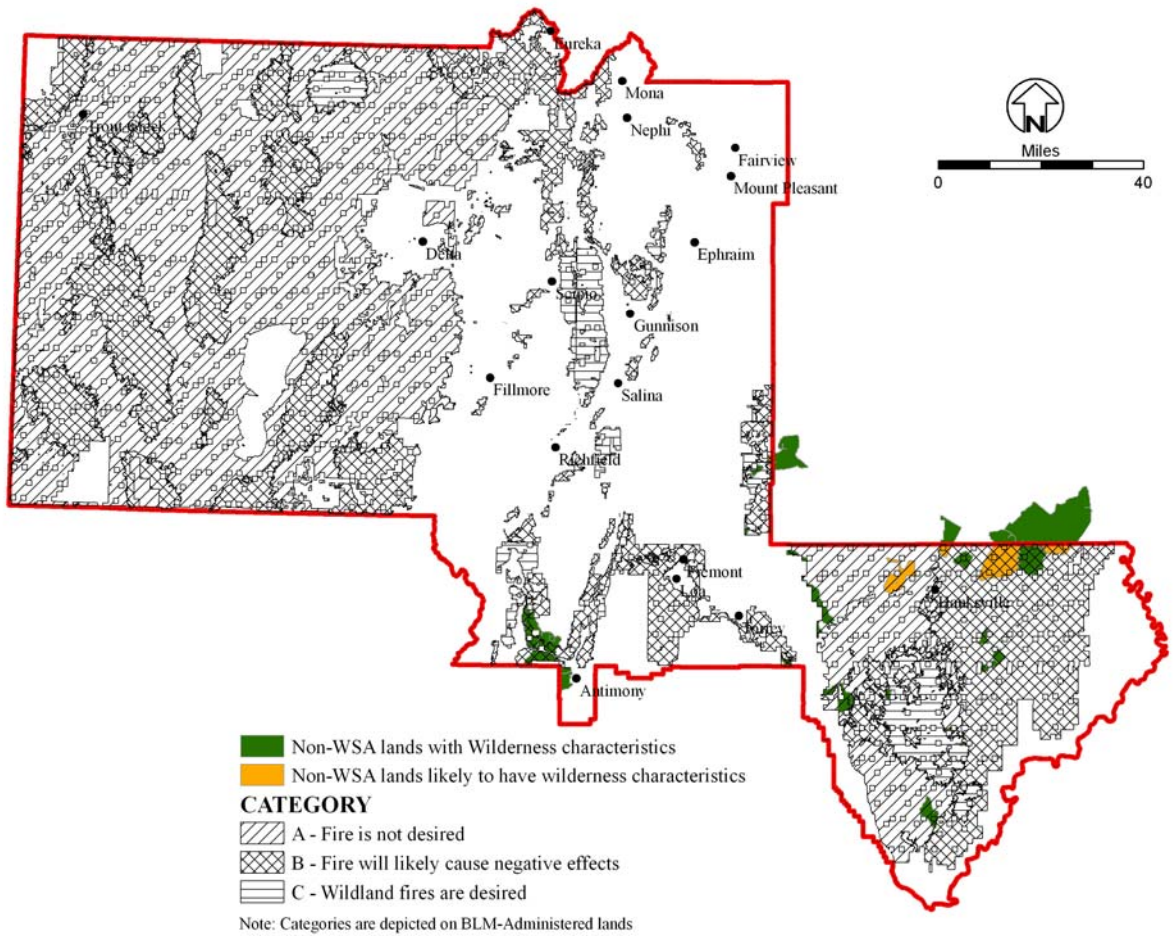 Eureka
Mona
Trout Creek
Nephi
Fairview
Mount Pleasant
N
Miles
0 40
Delta
Ephraim
Scipio
Gunnison
Fillmore
Salina
Richfield
Fremont
Loa
Hanksville
Torrey
Antimony
Non-WSA lands with Wilderness characteristics
Non-WSA lands likely to have wilderness characteristics
CATEGORY
A - Fire is not desired
B - Fire will likely cause negative effects
C - Wildland fires are desired
Note: Categories are depicted on BLM-Administered lands